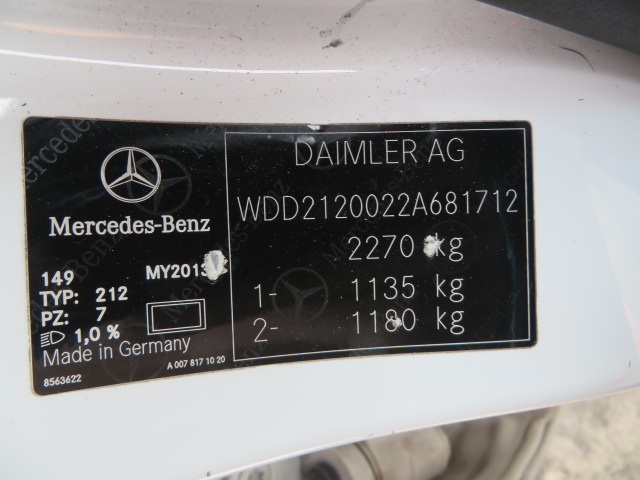 Mercedes-Benz
149 MY2013
TYP: 212
PZ: 7
1,0 %
Made in Germany
8563622
A 007 817 10 20
DAIMLER AG
WDD2120022A681712
2270 kg
1- 1135 kg
2- 1180 kg